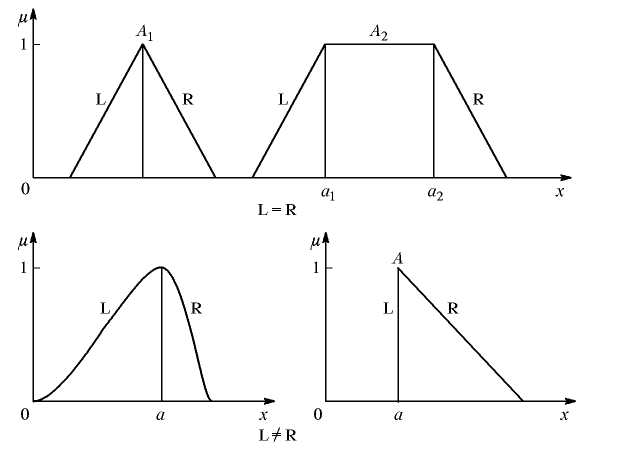 μ A₁ A₂
1
L R L R
0 a₁ a₂ x
L = R
μ μ
1 1 A
L R L R
0 a x 0 a x
L ≠ R